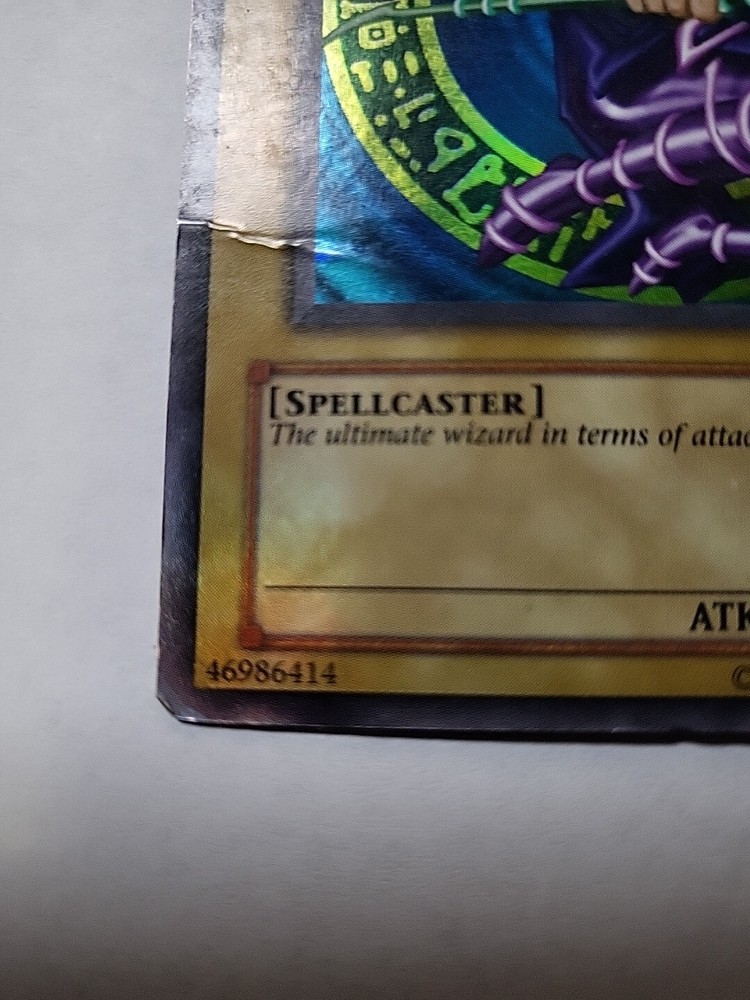 [SPELLCASTER]
The ultimate wizard in terms of attac
ATK
46986414
©